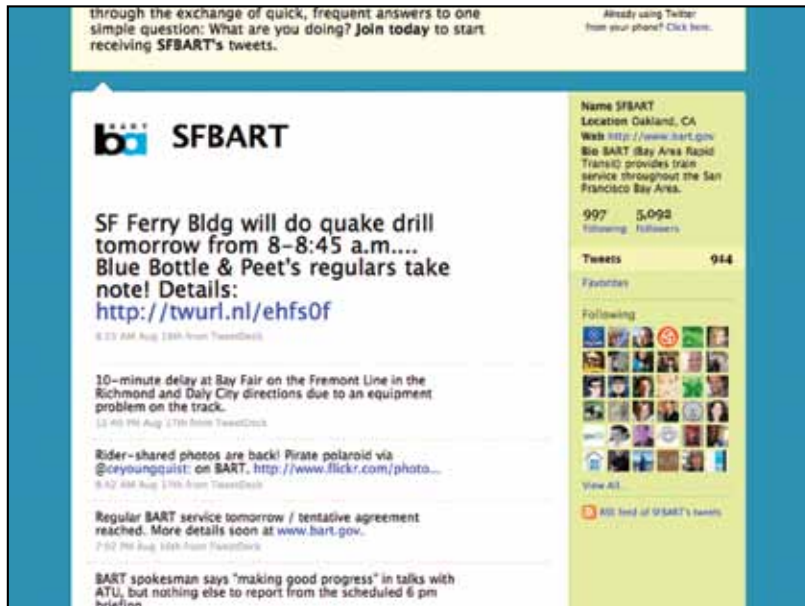 through the exchange of quick, frequent answers to one
simple question: What are you doing? Join today to start
receiving SFBART's tweets.
Already using Twitter
from your phone? Click here.
BART
ba
SFBART
SF Ferry Bldg will do quake drill
tomorrow from 8-8:45 a.m....
Blue Bottle & Peet's regulars take
note! Details:
http://twurl.nl/ehfs0f
AM Aug 18th from TweetDeck
10-minute delay at Bay Fair on the Fremont Line in the
Richmond and Daly City directions due to an equipment
problem on the track.
12:40 PM Aug 17th from TweetDeck
Rider-shared photos are back! Pirate polaroid via
@ceyoungquist: on BART. http://www.flickr.com/photo...
8:42 AM Aug 17th from TweetDeck
Regular BART service tomorrow / tentative agreement
reached. More details soon at www.bart.gov.
7:02 PM Aug 16th from TweetDeck
BART spokesman says "making good progress" in talks with
ATU, but nothing else to report from the scheduled 6 pm
briefing
Name SFBART
Location Oakland, CA
Web http://www.bart.gov
Bio BART (Bay Area Rapid
Transit) provides train
service throughout the San
Francisco Bay Area.
997 5,092
Following Followers
Tweets 914
Favorites
Following
View All
RSS feed of SFBART's tweets